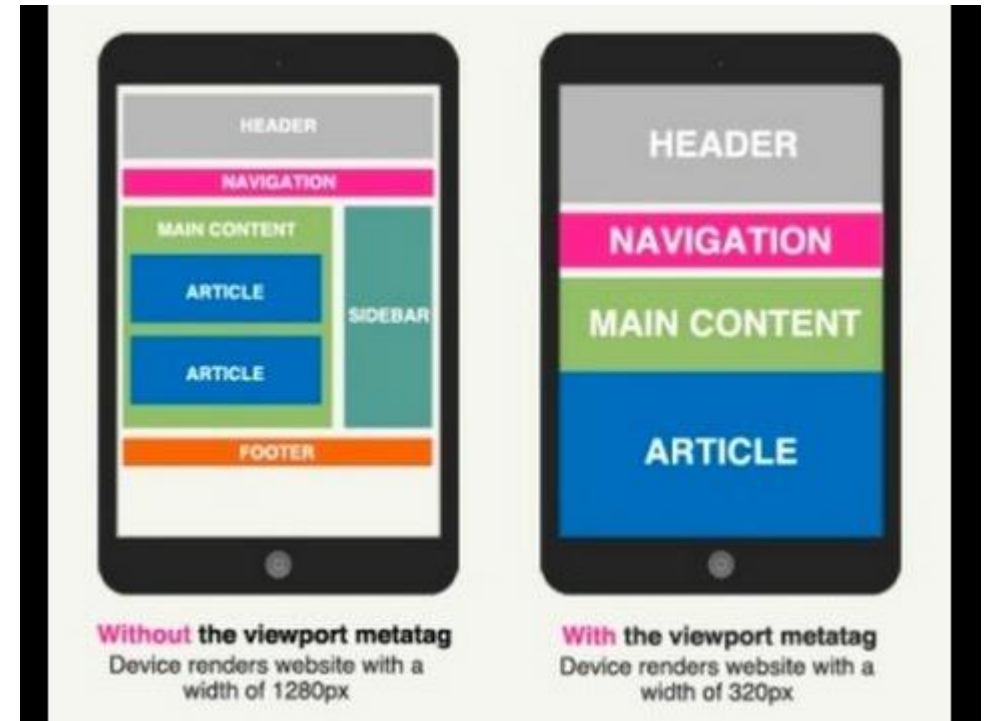 HEADER
NAVIGATION
MAIN CONTENT
ARTICLE
ARTICLE
SIDEBAR
FOOTER
Without the viewport metatag
Device renders website with a
width of 1280px
HEADER
NAVIGATION
MAIN CONTENT
ARTICLE
With the viewport metatag
Device renders website with a
width of 320px